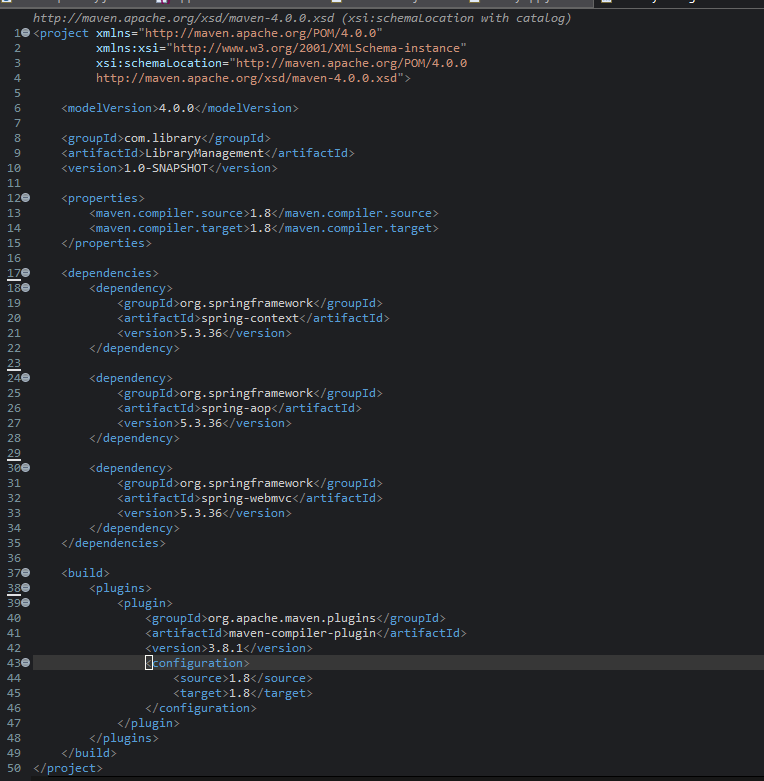 http://maven.apache.org/xsd/maven-4.0.0.xsd (xsi:schemaLocation with catalog)
1 <project xmlns="http://maven.apache.org/POM/4.0.0"
2          xmlns:xsi="http://www.w3.org/2001/XMLSchema-instance"
3          xsi:schemaLocation="http://maven.apache.org/POM/4.0.0
4          http://maven.apache.org/xsd/maven-4.0.0.xsd">
5
6     <modelVersion>4.0.0</modelVersion>
7
8     <groupId>com.library</groupId>
9     <artifactId>LibraryManagement</artifactId>
10     <version>1.0-SNAPSHOT</version>
11
12     <properties>
13         <maven.compiler.source>1.8</maven.compiler.source>
14         <maven.compiler.target>1.8</maven.compiler.target>
15     </properties>
16
17     <dependencies>
18         <dependency>
19             <groupId>org.springframework</groupId>
20             <artifactId>spring-context</artifactId>
21             <version>5.3.36</version>
22         </dependency>
23
24         <dependency>
25             <groupId>org.springframework</groupId>
26             <artifactId>spring-aop</artifactId>
27             <version>5.3.36</version>
28         </dependency>
29
30         <dependency>
31             <groupId>org.springframework</groupId>
32             <artifactId>spring-webmvc</artifactId>
33             <version>5.3.36</version>
34         </dependency>
35     </dependencies>
36
37     <build>
38         <plugins>
39             <plugin>
40                 <groupId>org.apache.maven.plugins</groupId>
41                 <artifactId>maven-compiler-plugin</artifactId>
42                 <version>3.8.1</version>
43                 <configuration>
44                     <source>1.8</source>
45                     <target>1.8</target>
46                 </configuration>
47             </plugin>
48         </plugins>
49     </build>
50 </project>